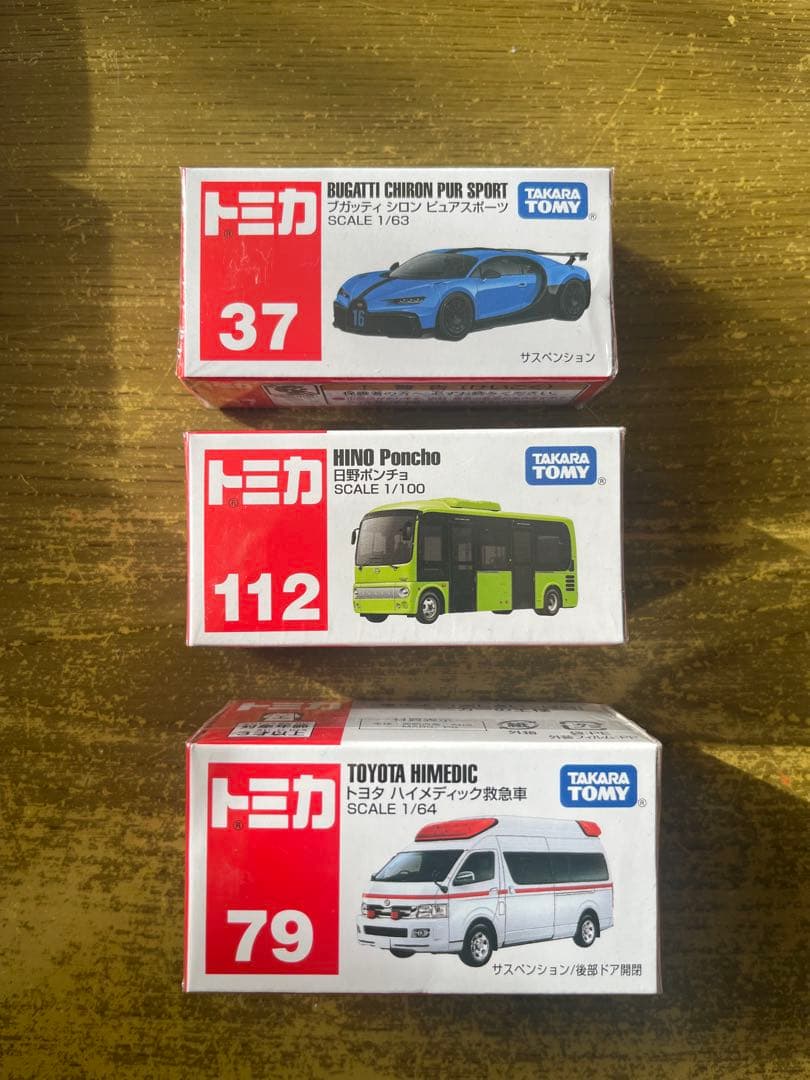 トミカ
37
BUGATTI CHIRON PUR SPORT
ブガッティ シロン ピュアスポーツ
SCALE 1/63
TAKARA
TOMY
®
16
サスペンション
トミカ
112
HINO Poncho
日野ポンチョ
SCALE 1/100
TAKARA
TOMY
®
トミカ
79
TOYOTA HIMEDIC
トヨタ ハイメディック救急車
SCALE 1/64
TAKARA
TOMY
®
サスペンション/後部ドア開閉